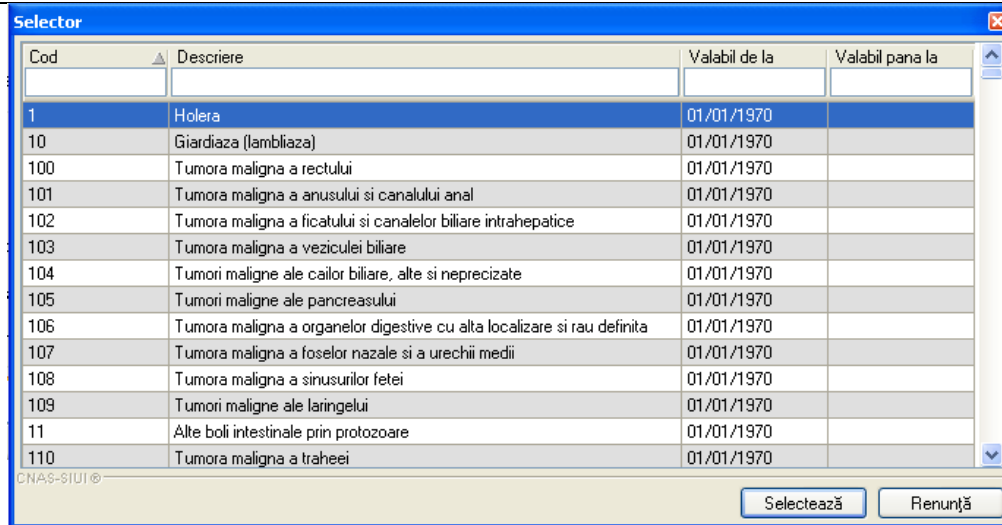 Selector
Cod Descriere Valabil de la Valabil pana la
1 Holera 01/01/1970
10 Giardiaza (lambliaza) 01/01/1970
100 Tumora maligna a rectului 01/01/1970
101 Tumora maligna a anusului si canalului anal 01/01/1970
102 Tumora maligna a ficatului si canalelor biliare intrahepatice 01/01/1970
103 Tumora maligna a veziculei biliare 01/01/1970
104 Tumori maligne ale cailor biliare, alte si neprecizate 01/01/1970
105 Tumori maligne ale pancreasului 01/01/1970
106 Tumora maligna a organelor digestive cu alta localizare si rau definita 01/01/1970
107 Tumora maligna a foselor nazale si a urechii medii 01/01/1970
108 Tumora maligna a sinusurilor fetei 01/01/1970
109 Tumori maligne ale laringelui 01/01/1970
11 Alte boli intestinale prin protozoare 01/01/1970
110 Tumora maligna a traheei 01/01/1970
CNAS-SIUI®
Selectează Renunță